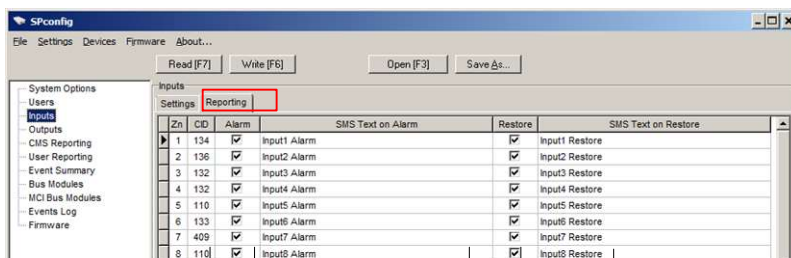 SPconfig
File Settings Devices Firmware About...
Read [F7] Write [F6] Open [F3] Save As...
System Options
Users
Inputs
Outputs
CMS Reporting
User Reporting
Event Summary
Bus Modules
MCI Bus Modules
Events Log
Firmware
Inputs
Settings Reporting
Zn CID Alarm SMS Text on Alarm Restore SMS Text on Restore
1 134 Input1 Alarm Input1 Restore
2 136 Input2 Alarm Input2 Restore
3 132 Input3 Alarm Input3 Restore
4 132 Input4 Alarm Input4 Restore
5 110 Input5 Alarm Input5 Restore
6 133 Input6 Alarm Input6 Restore
7 409 Input7 Alarm Input7 Restore
8 110 Input8 Alarm Input8 Restore